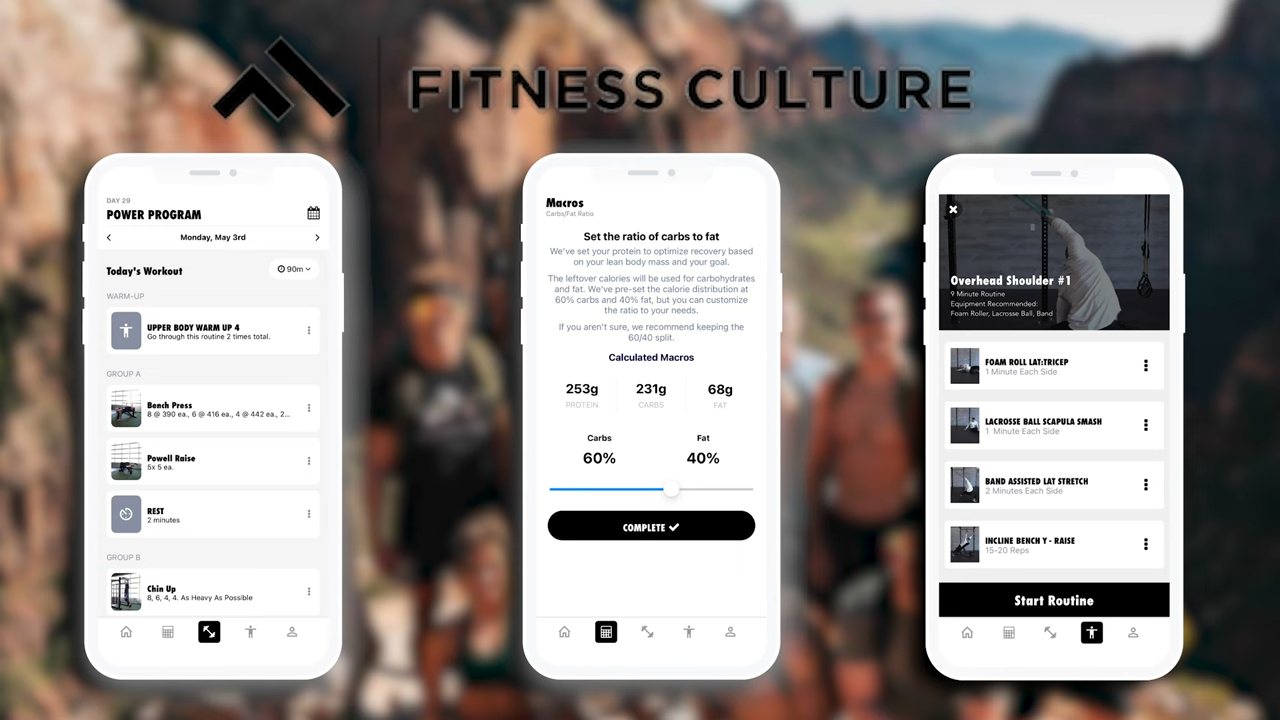 FITNESS CULTURE
DAY 29
POWER PROGRAM
Monday, May 3rd
Today's Workout
90m
WARM-UP
UPPER BODY WARM UP 4
Go through this routine 2 times total.
GROUP A
Bench Press
8 @ 390 ea., 6 @ 416 ea., 4 @ 442 ea., 2...
Powell Raise
5x 5 ea.
REST
2 minutes
GROUP B
Chin Up
8, 6, 4, 4. As Heavy As Possible
Macros
Carbs/Fat Ratio
Set the ratio of carbs to fat
We've set your protein to optimize recovery based
on your lean body mass and your goal.
The leftover calories will be used for carbohydrates
and fat. We've pre-set the calorie distribution at
60% carbs and 40% fat, but you can customize
the ratio to your needs.
If you aren't sure, we recommend keeping the
60/40 split.
Calculated Macros
253g 231g 68g
PROTEIN CARBS FAT
Carbs Fat
60% 40%
COMPLETE
Overhead Shoulder #1
9 Minute Routine
Equipment Recommended:
Foam Roller, Lacrosse Ball, Band
FOAM ROLL LAT:TRICEP
1 Minute Each Side
LACROSSE BALL SCAPULA SMASH
1 Minute Each Side
BAND ASSISTED LAT STRETCH
2 Minutes Each Side
INCLINE BENCH Y - RAISE
15-20 Reps
Start Routine